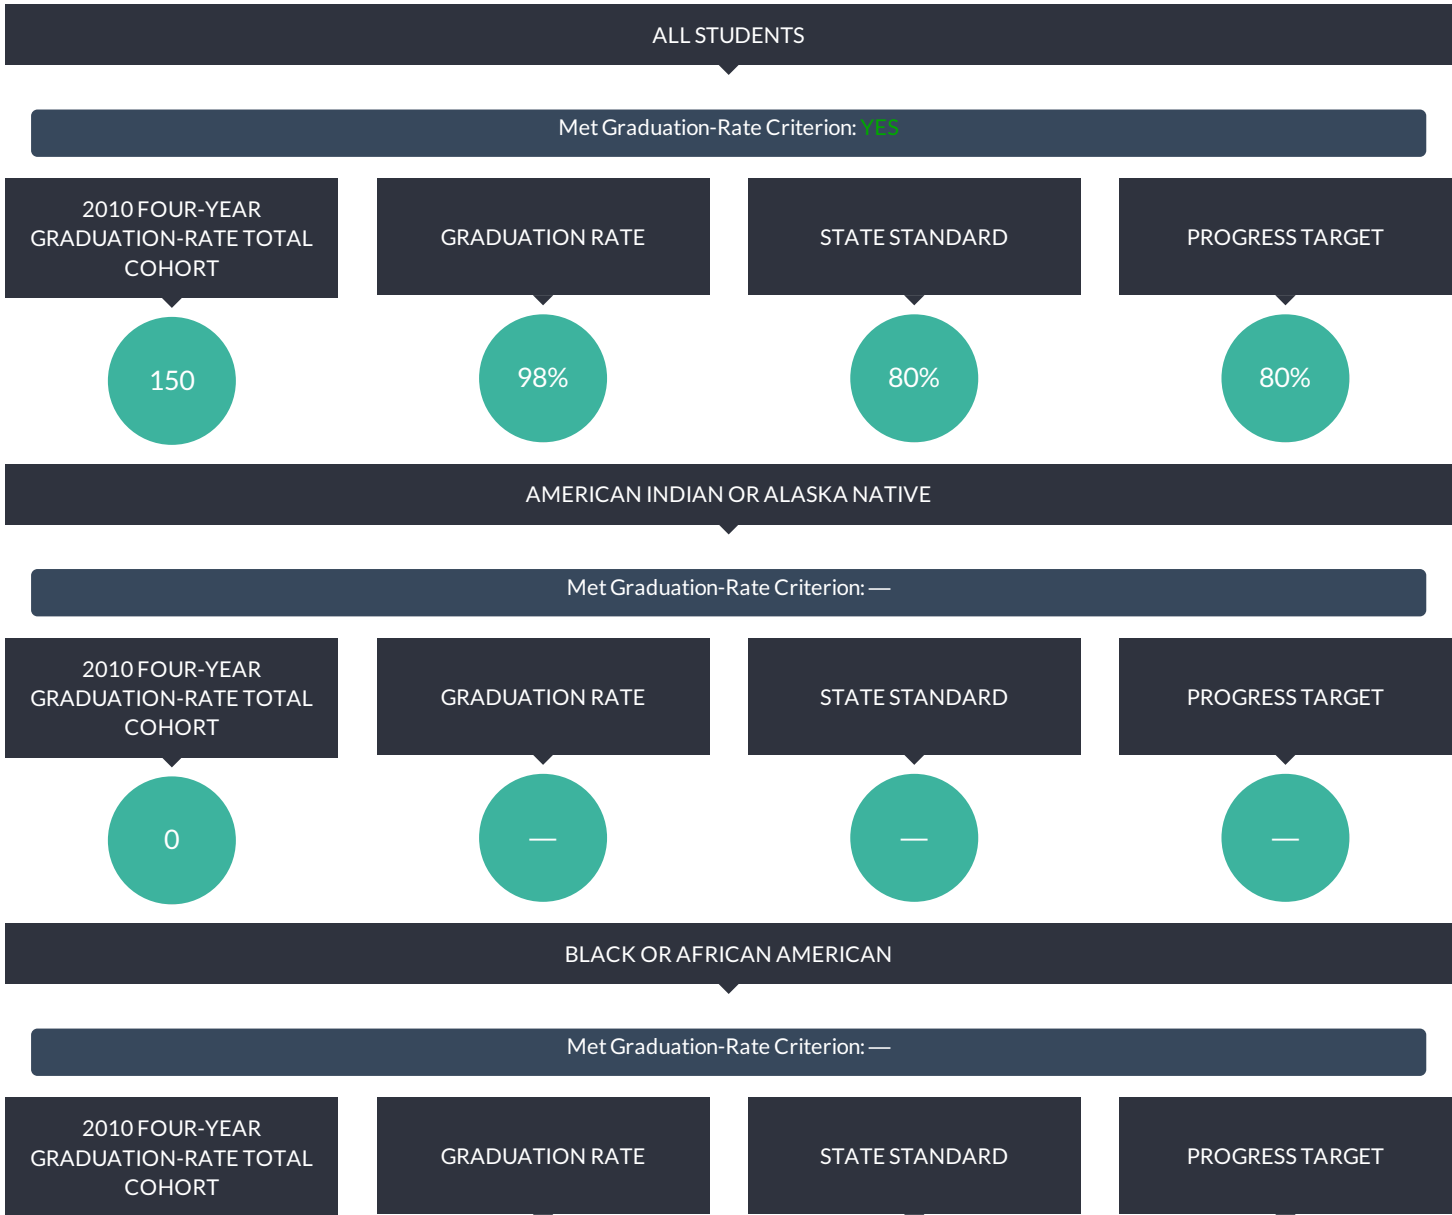 ALL STUDENTS
Met Graduation-Rate Criterion: YES
2010 FOUR-YEAR
GRADUATION-RATE TOTAL
COHORT
GRADUATION RATE
STATE STANDARD
PROGRESS TARGET
150
98%
80%
80%
AMERICAN INDIAN OR ALASKA NATIVE
Met Graduation-Rate Criterion: —
2010 FOUR-YEAR
GRADUATION-RATE TOTAL
COHORT
GRADUATION RATE
STATE STANDARD
PROGRESS TARGET
0
—
—
—
BLACK OR AFRICAN AMERICAN
Met Graduation-Rate Criterion: —
2010 FOUR-YEAR
GRADUATION-RATE TOTAL
COHORT
GRADUATION RATE
STATE STANDARD
PROGRESS TARGET